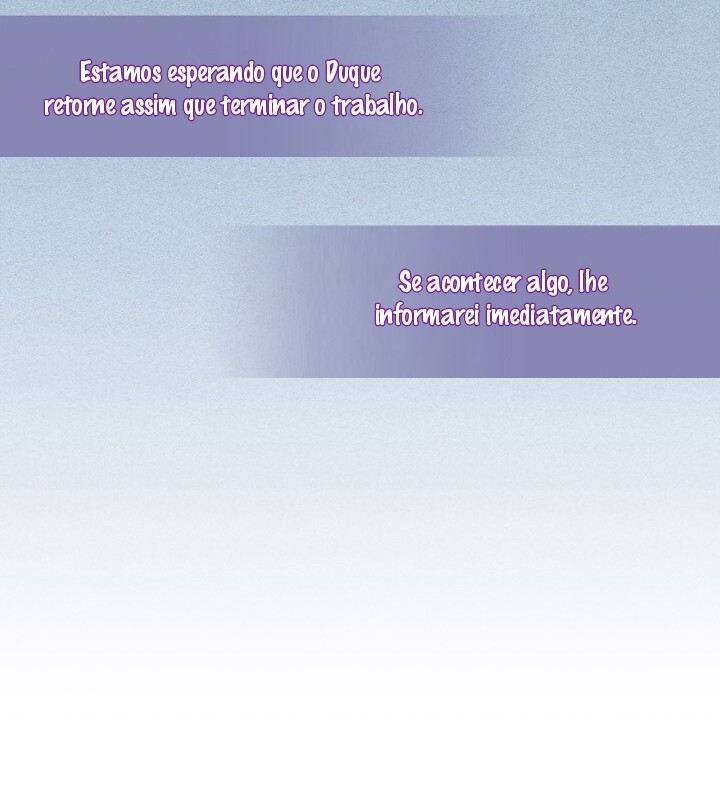 Estamos esperando que o Duque
retorne assim que terminar o trabalho.
Se acontecer algo, lhe
informarei imediatamente.